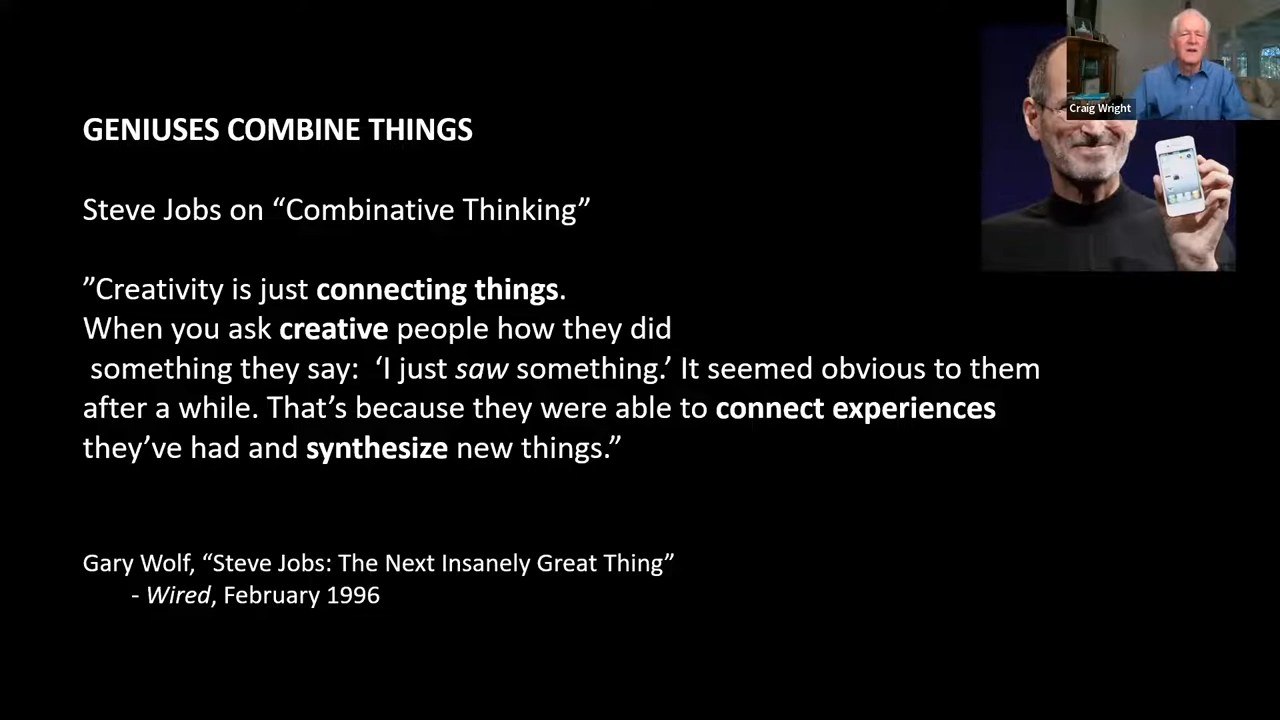 GENIUSES COMBINE THINGS
Craig Wright
Steve Jobs on “Combinative Thinking”
”Creativity is just connecting things.
When you ask creative people how they did
something they say:  ‘I just saw something.’ It seemed obvious to them
after a while. That’s because they were able to connect experiences
they’ve had and synthesize new things.”
Gary Wolf, “Steve Jobs: The Next Insanely Great Thing”
- Wired, February 1996